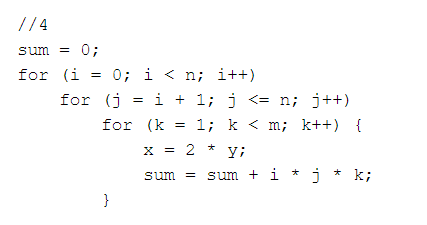 //4
sum = 0;
for (i = 0; i < n; i++)
    for (j = i + 1; j <= n; j++)
        for (k = 1; k < m; k++) {
            x = 2 * y;
            sum = sum + i * j * k;
        }